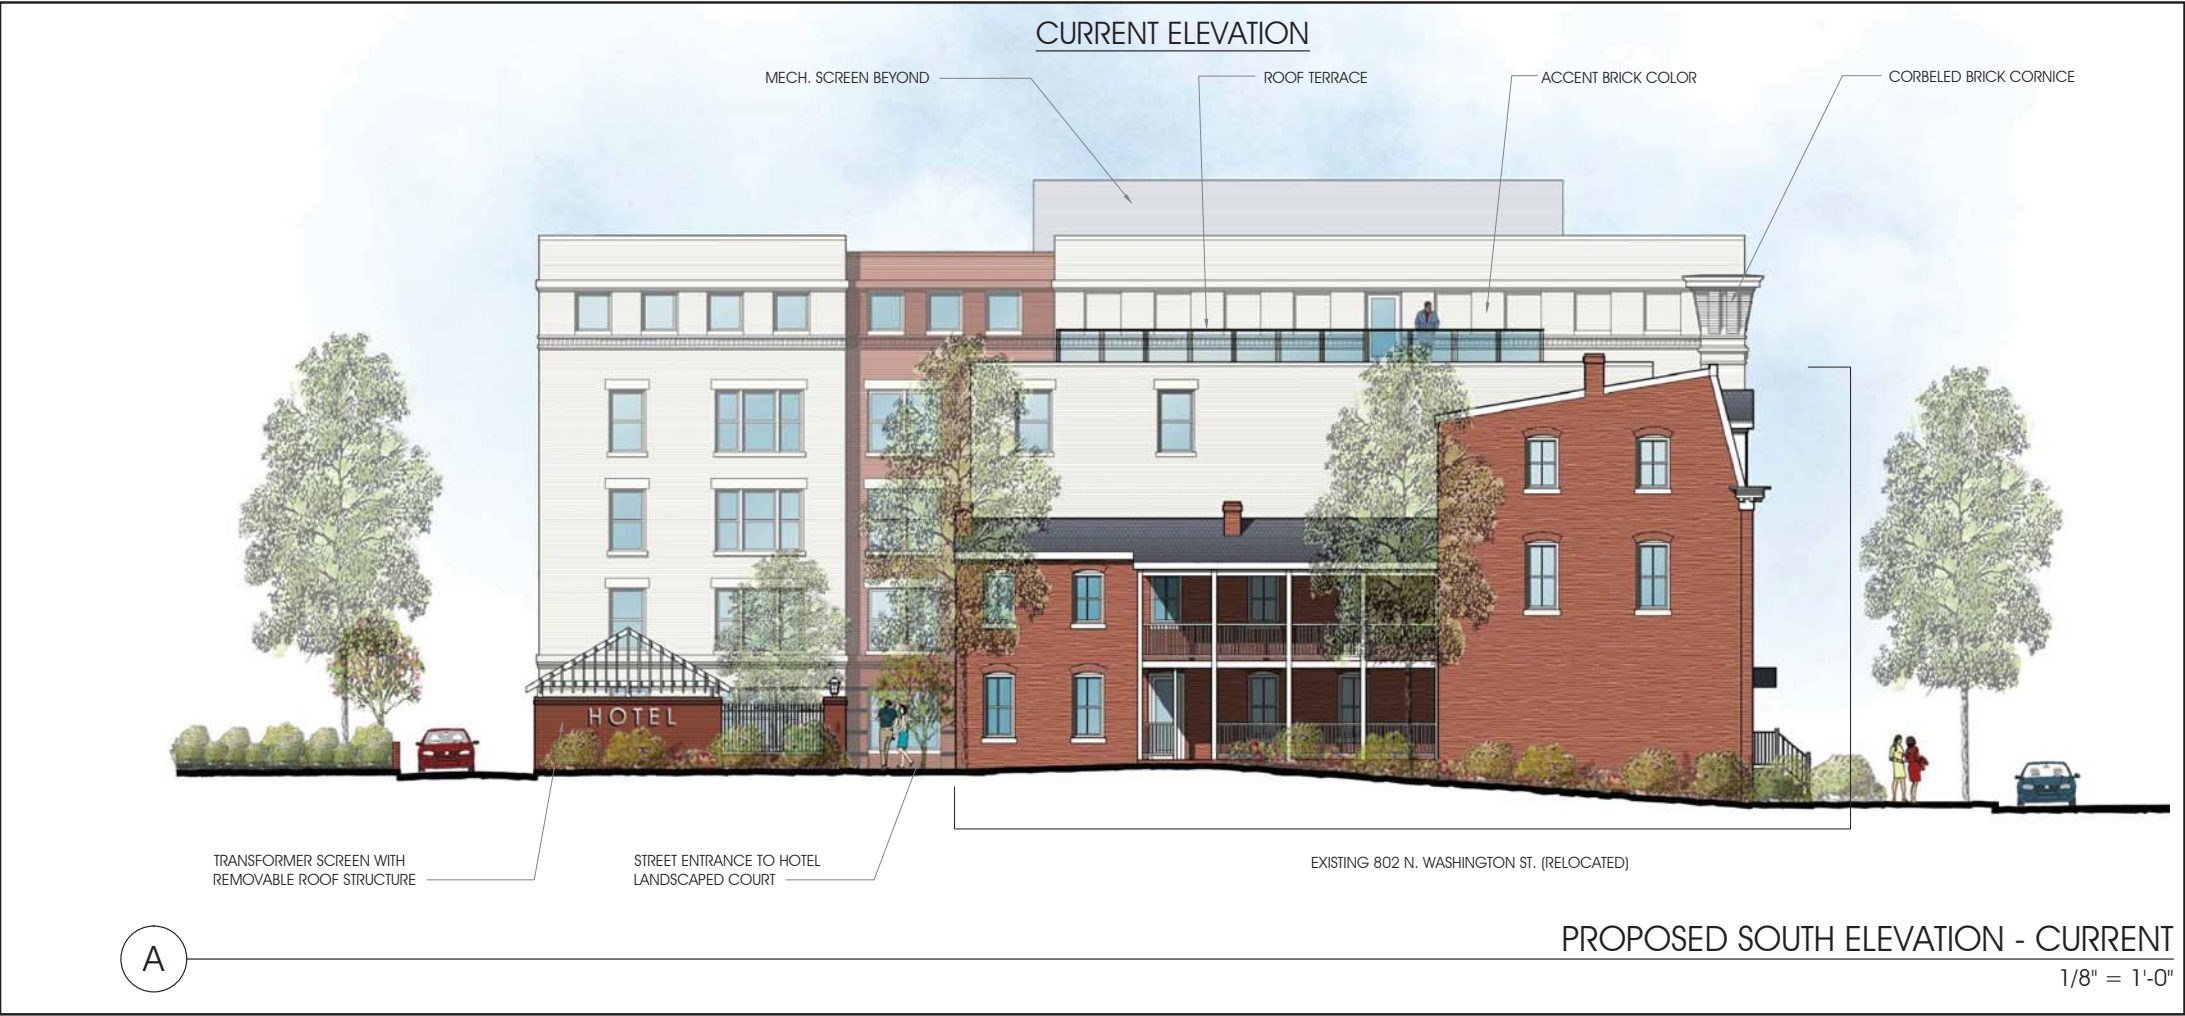 CURRENT ELEVATION
MECH. SCREEN BEYOND
ROOF TERRACE
ACCENT BRICK COLOR
CORBELED BRICK CORNICE
HOTEL
TRANSFORMER SCREEN WITH
REMOVABLE ROOF STRUCTURE
STREET ENTRANCE TO HOTEL
LANDSCAPED COURT
EXISTING 802 N. WASHINGTON ST. (RELOCATED)
A
PROPOSED SOUTH ELEVATION - CURRENT
1/8" = 1'-0"